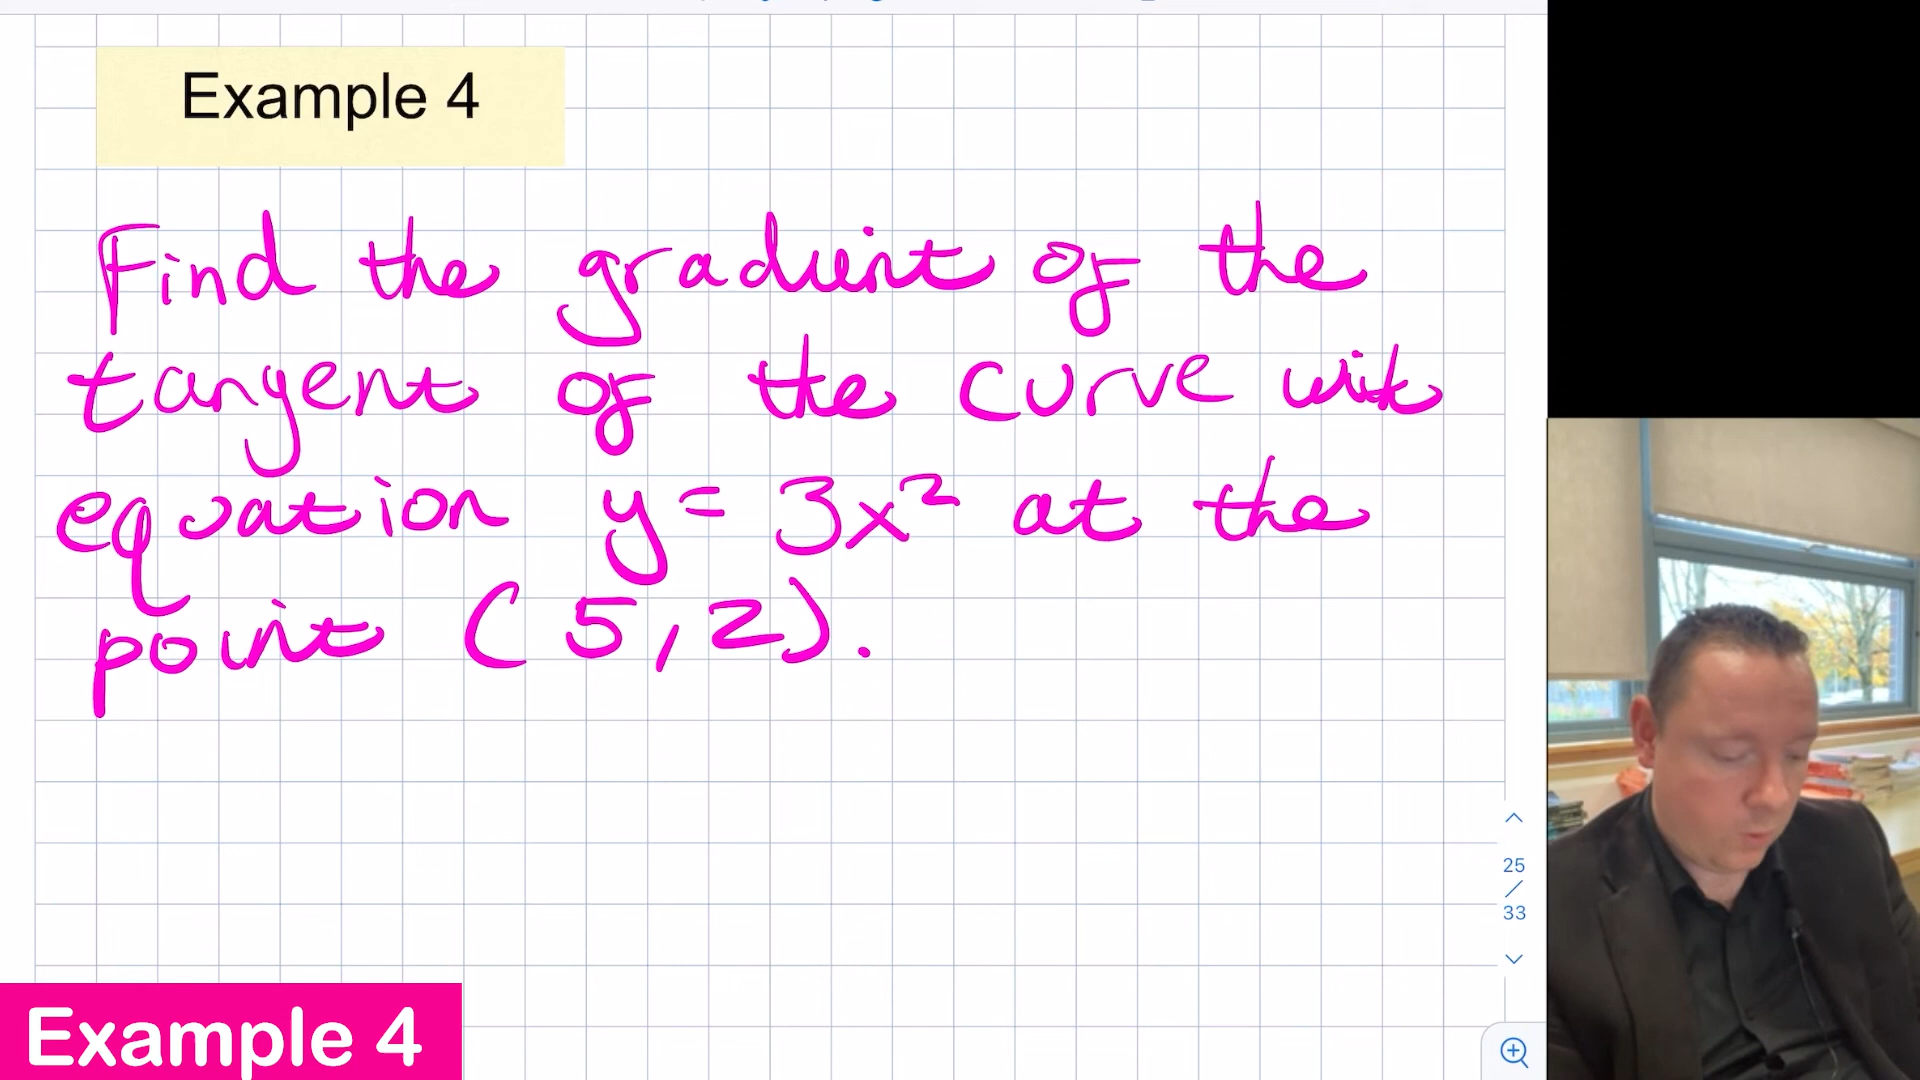 Example 4
Find the gradient of the
tangent of the curve with
equation y = 3x² at the
point (5,2).
25
/
33
Example 4